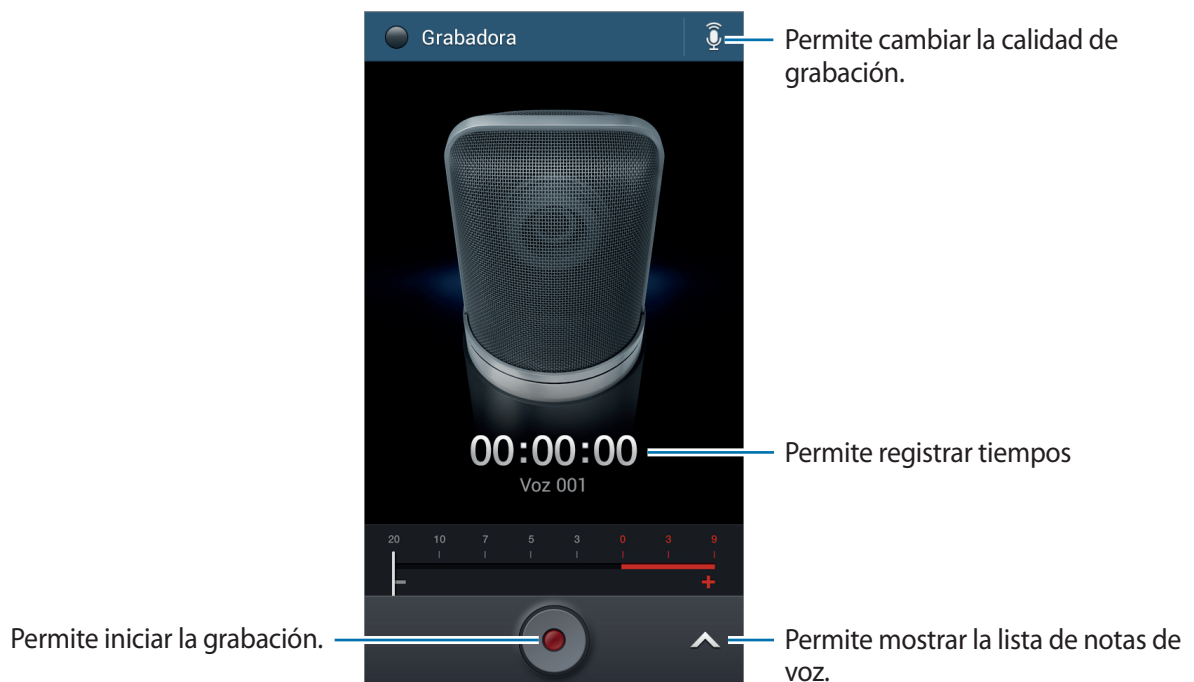 Grabadora
Permite cambiar la calidad de
grabación.
00:00:00
Voz 001
Permite registrar tiempos
20 10 7 5 3 0 3 9
− +
Permite iniciar la grabación.
Permite mostrar la lista de notas de
voz.